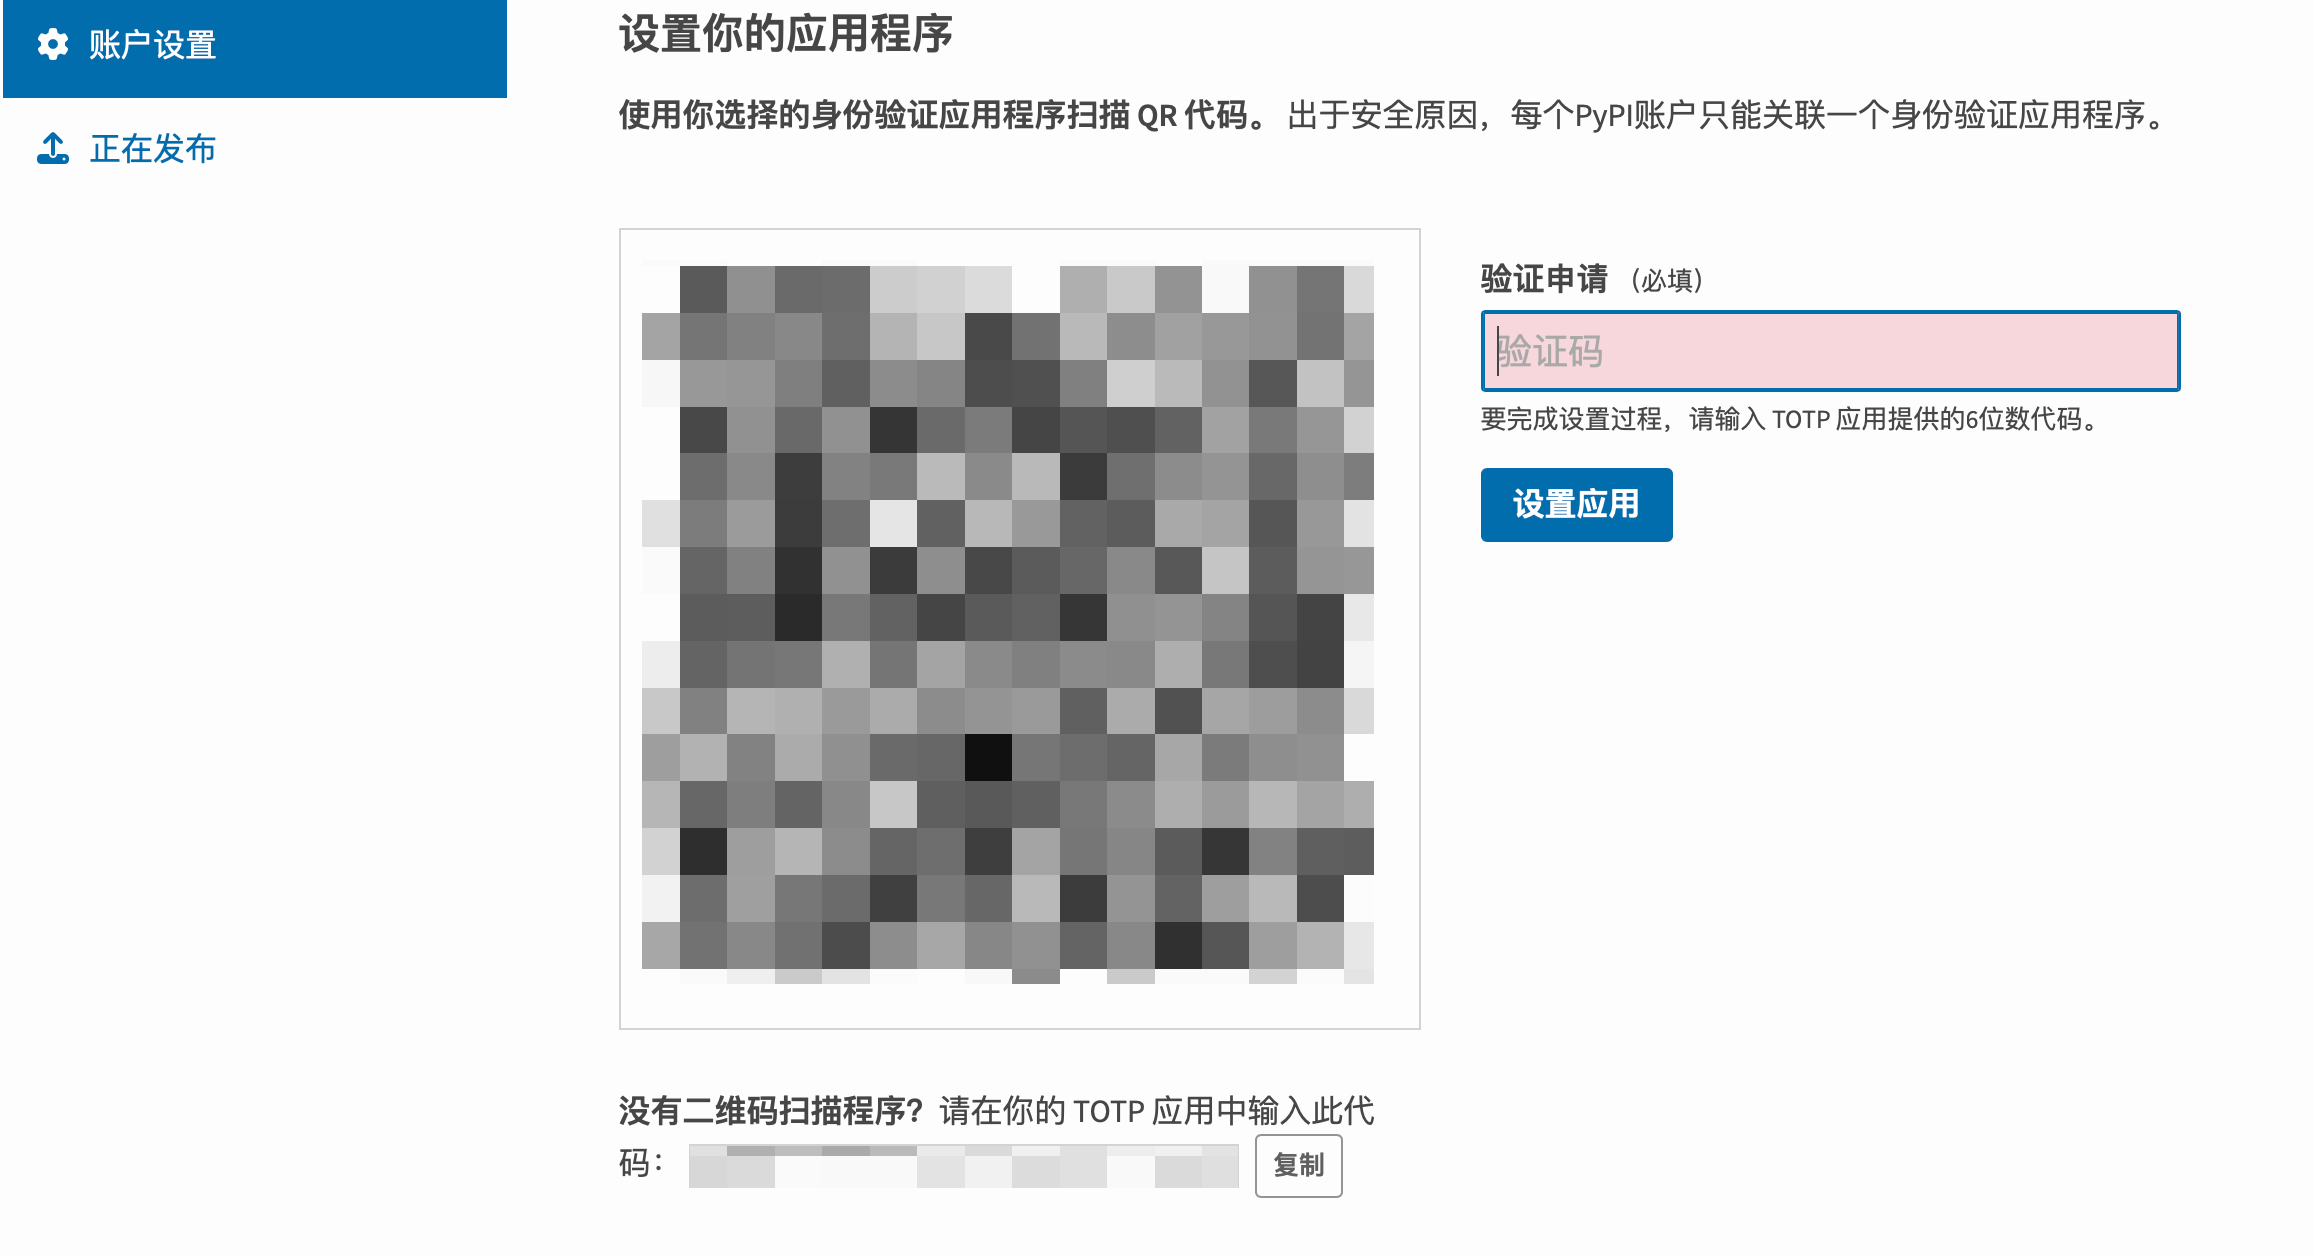 账户设置
正在发布
设置你的应用程序
使用你选择的身份验证应用程序扫描 QR 代码。 出于安全原因，每个PyPI账户只能关联一个身份验证应用程序。
验证申请 （必填）
验证码
要完成设置过程，请输入 TOTP 应用提供的6位数代码。
设置应用
没有二维码扫描程序？ 请在你的 TOTP 应用中输入此代
码：
复制